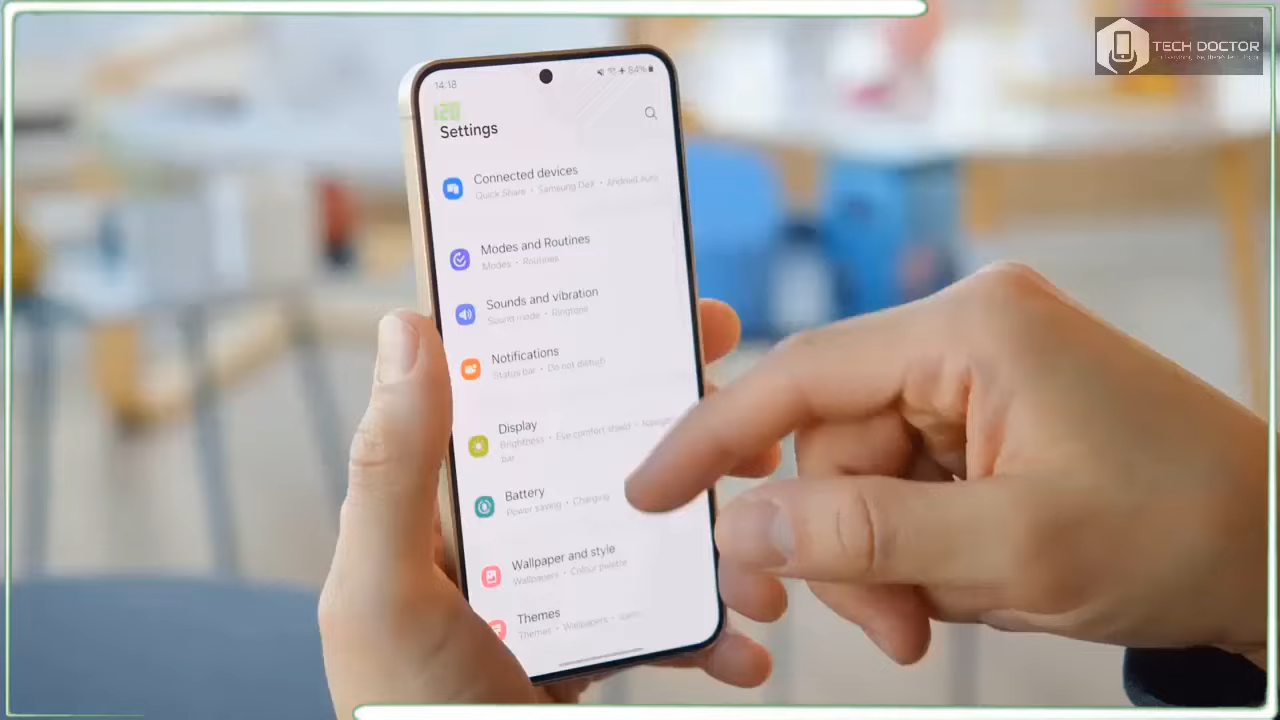 TECH DOCTOR
14:18
84%
120
Settings
Connected devices
Quick Share • Samsung DeX • Android Auto
Modes and Routines
Modes • Routines
Sounds and vibration
Sound mode • Ringtone
Notifications
Status bar • Do not disturb
Display
Brightness • Eye comfort shield •
bar
Battery
Power saving • Charging
Wallpaper and style
Wallpapers • Colour palette
Themes
Themes • Wallpapers • Icons